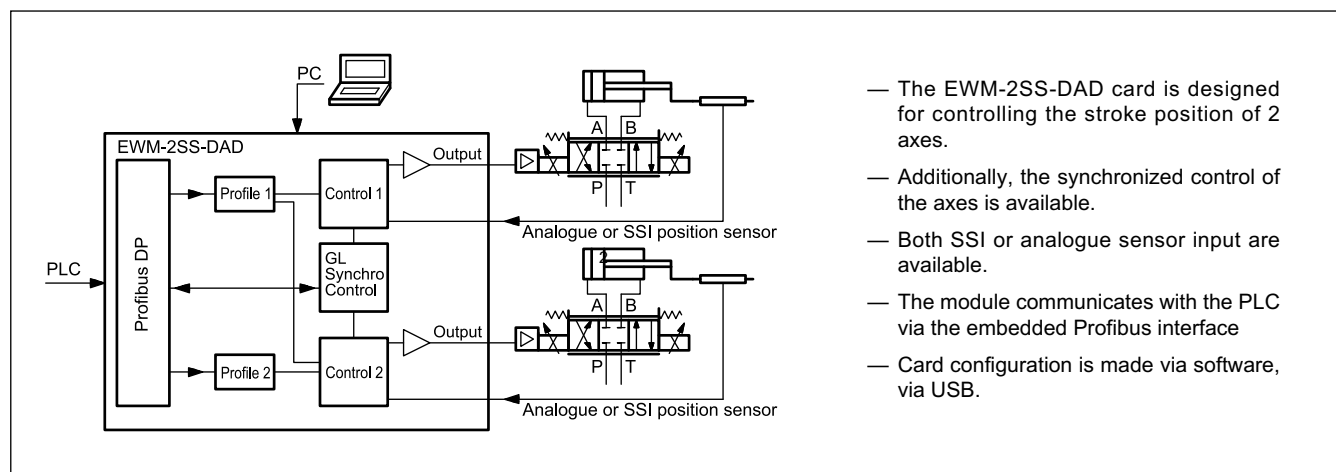 PC
EWM-2SS-DAD
Profibus DP
PLC
Profile 1
Control 1
Output
A B
P T
Analogue or SSI position sensor
GL
Synchro
Control
2
Profile 2
Control 2
Output
A B
P T
Analogue or SSI position sensor
— The EWM-2SS-DAD card is designed
for controlling the stroke position of 2
axes.
— Additionally, the synchronized control of
the axes is available.
— Both SSI or analogue sensor input are
available.
— The module communicates with the PLC
via the embedded Profibus interface
— Card configuration is made via software,
via USB.